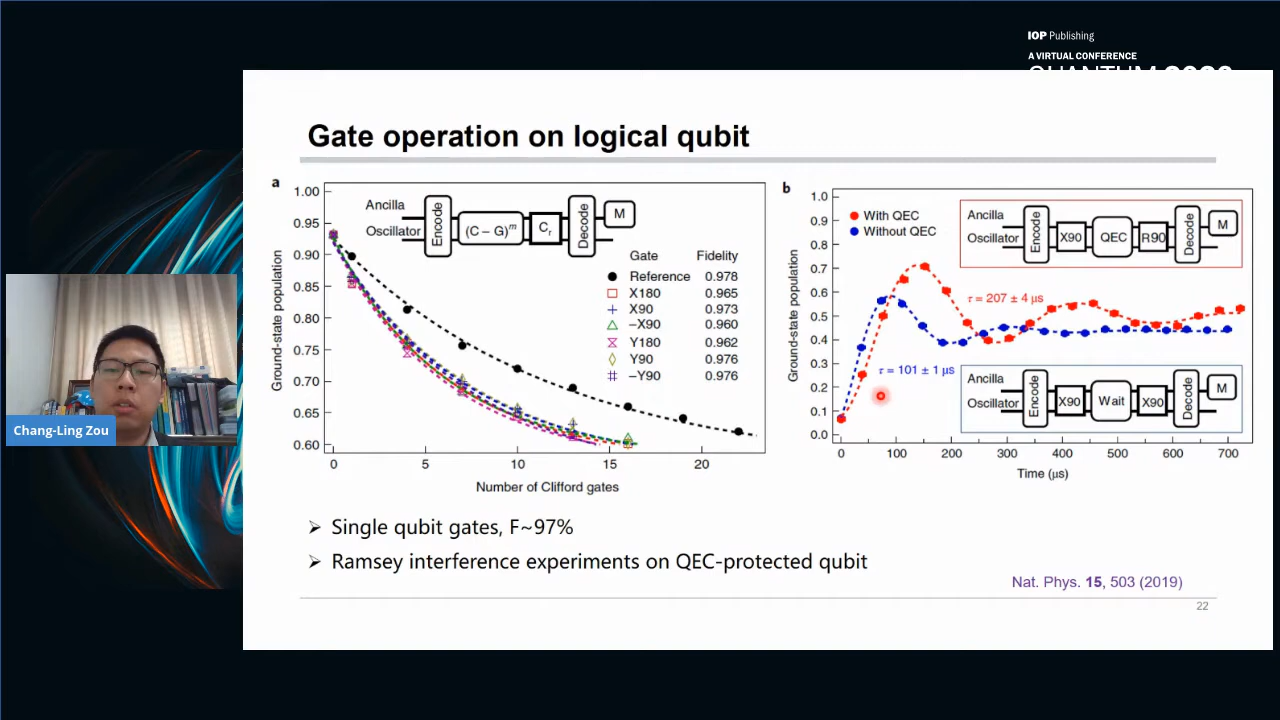 IOP Publishing
A VIRTUAL CONFERENCE
QUANTUM 2020
Gate operation on logical qubit
a
1.00
0.95
0.90
0.85
0.80
0.75
0.70
0.65
0.60
Ground-state population
0
5
10
15
20
Number of Clifford gates
Ancilla
Oscillator
Encode
(C – G)ᵐ
Cᵣ
Decode
M
Gate Fidelity
Reference 0.978
X180 0.965
X90 0.973
–X90 0.960
Y180 0.962
Y90 0.976
–Y90 0.976
b
1.0
0.9
0.8
0.7
0.6
0.5
0.4
0.3
0.2
0.1
0.0
Ground-state population
0
100
200
300
400
500
600
700
Time (μs)
With QEC
Without QEC
Ancilla
Oscillator
Encode
X90
QEC
R90
Decode
M
τ = 207 ± 4 μs
τ = 101 ± 1 μs
Ancilla
Oscillator
Encode
X90
Wait
X90
Decode
M
Chang-Ling Zou
➢ Single qubit gates, F~97%
➢ Ramsey interference experiments on QEC-protected qubit
Nat. Phys. 15, 503 (2019)
22